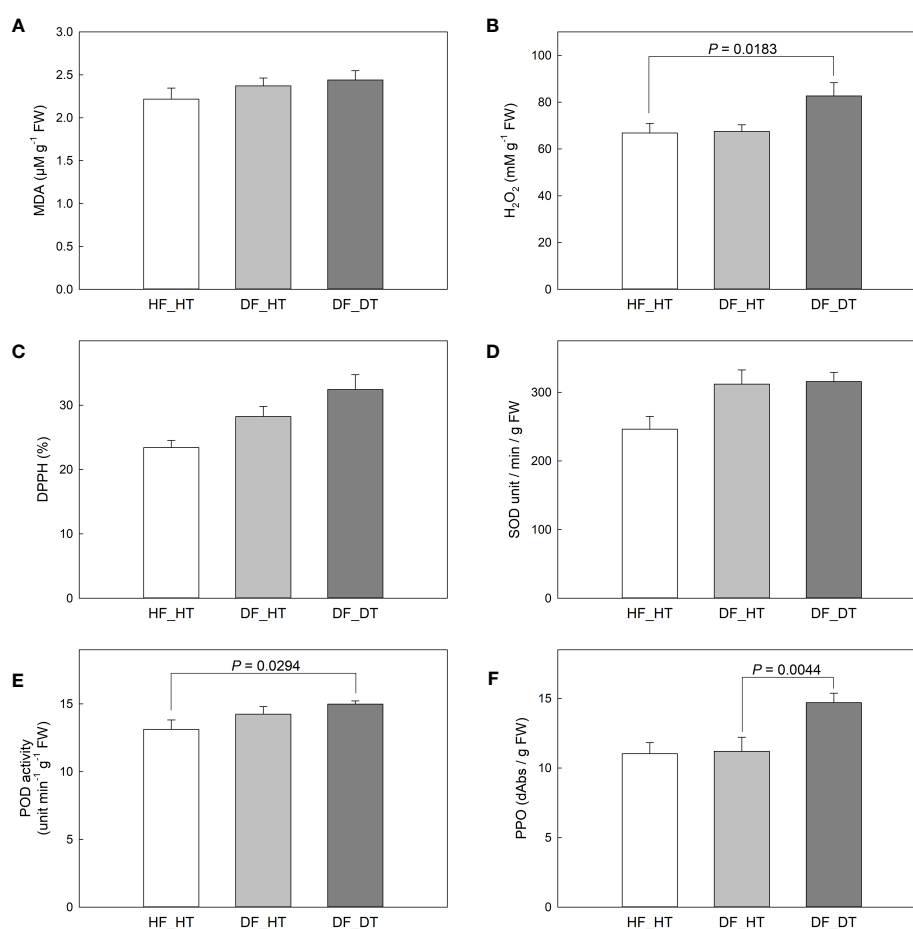 A
MDA (µM g⁻¹ FW)
3.0
2.5
2.0
1.5
1.0
0.5
0.0
HF_HT DF_HT DF_DT
B
H₂O₂ (mM g⁻¹ FW)
100
80
60
40
20
0
P = 0.0183
HF_HT DF_HT DF_DT
C
DPPH (%)
30
20
10
0
HF_HT DF_HT DF_DT
D
SOD unit / min / g FW
300
200
100
0
HF_HT DF_HT DF_DT
E
POD activity
(unit min⁻¹ g⁻¹ FW)
15
10
5
0
P = 0.0294
HF_HT DF_HT DF_DT
F
PPO (dAbs / g FW)
15
10
5
0
P = 0.0044
HF_HT DF_HT DF_DT